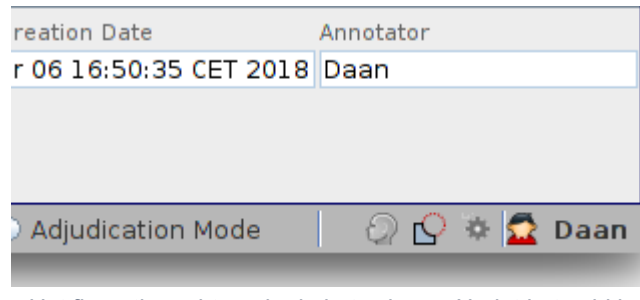 reation Date Annotator
r 06 16:50:35 CET 2018 Daan
Adjudication Mode Daan